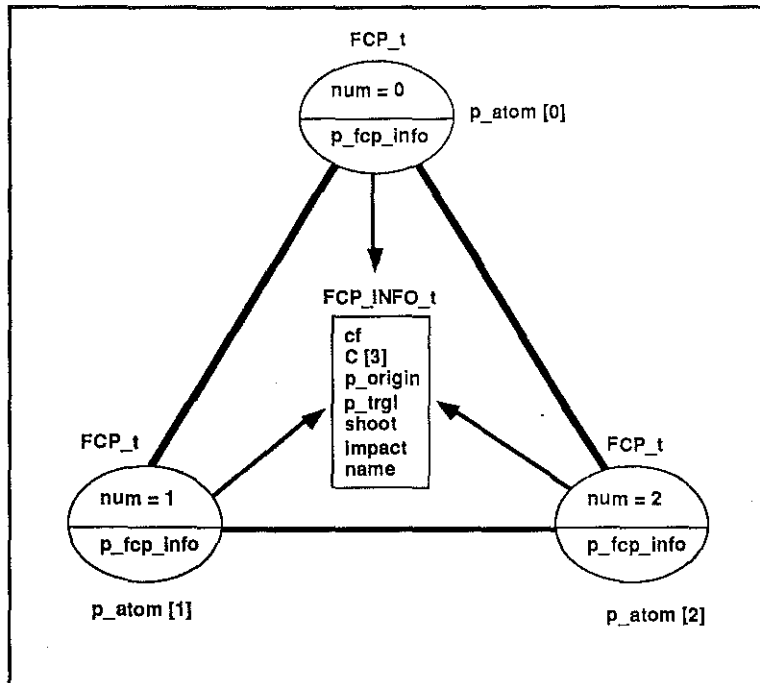 FCP_t
num = 0
p_fcp_info
p_atom [0]
FCP_INFO_t
cf
C [3]
p_origin
p_trgl
shoot
impact
name
FCP_t
num = 1
p_fcp_info
p_atom [1]
FCP_t
num = 2
p_fcp_info
p_atom [2]